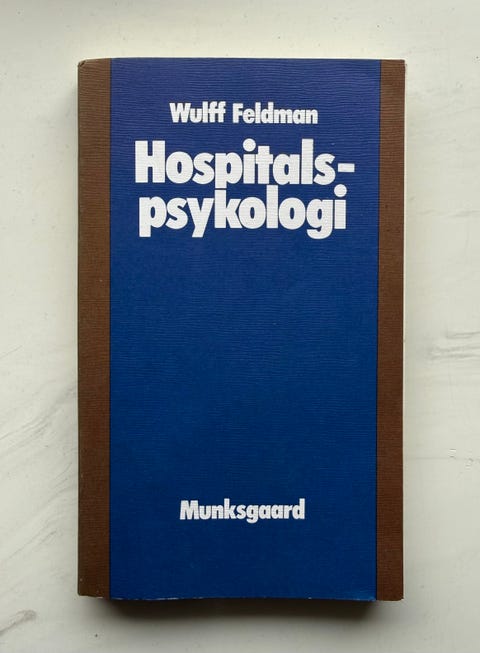 Wulff Feldman
Hospitals-
psykologi
Munksgaard